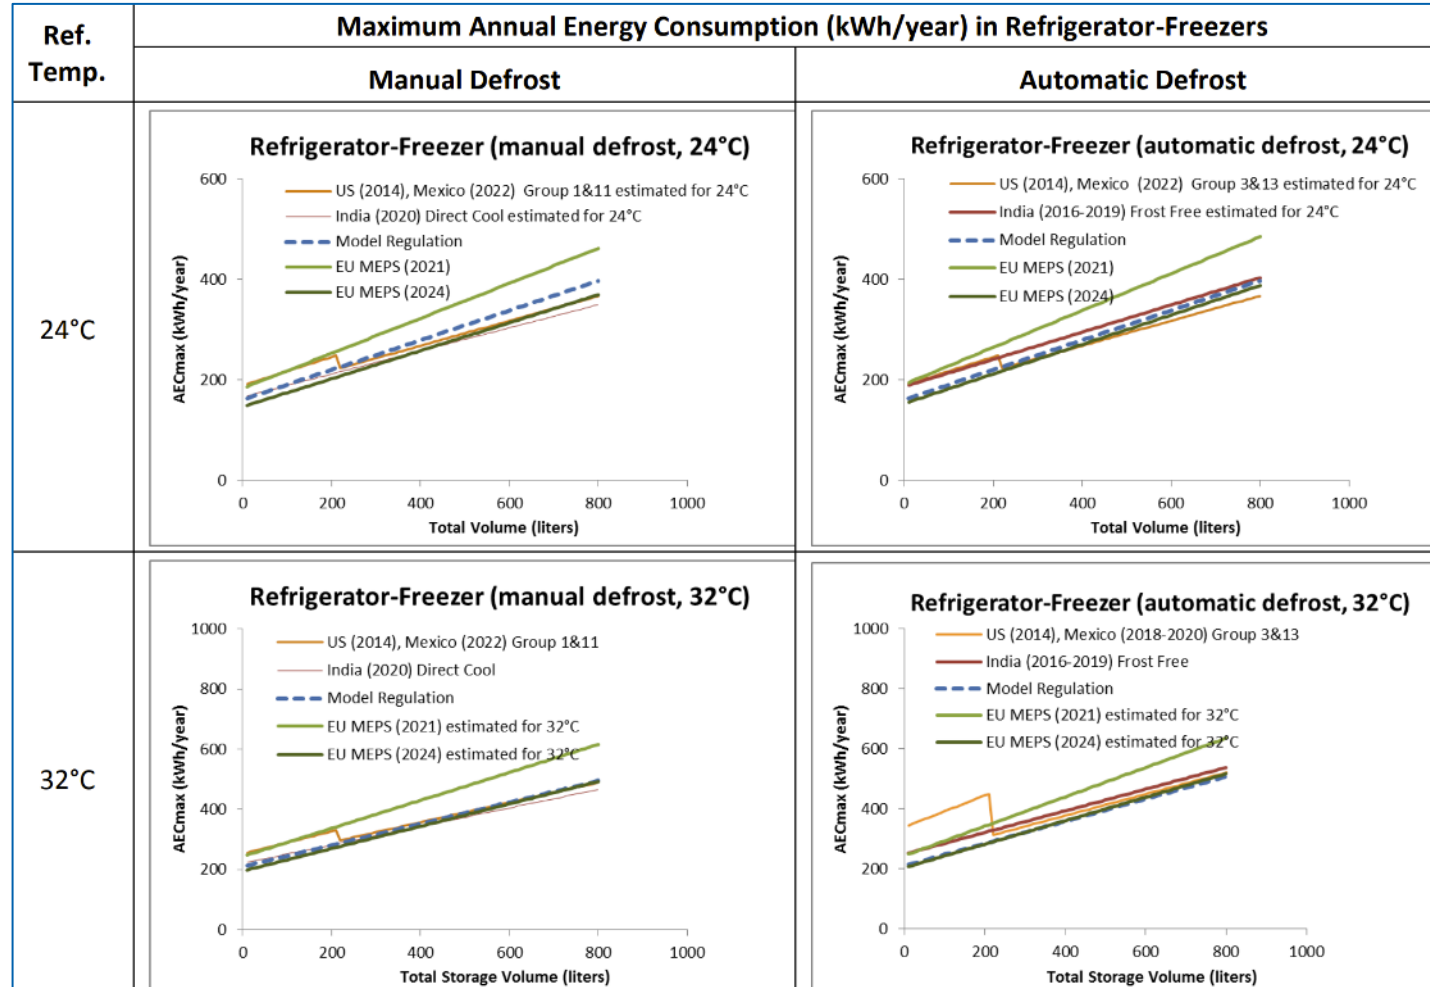 Ref.
Temp.
Maximum Annual Energy Consumption (kWh/year) in Refrigerator-Freezers
Manual Defrost
Automatic Defrost
24°C
Refrigerator-Freezer (manual defrost, 24°C)
US (2014), Mexico (2022) Group 1&11 estimated for 24°C
India (2020) Direct Cool estimated for 24°C
Model Regulation
EU MEPS (2021)
EU MEPS (2024)
AECmax (kWh/year)
600
400
200
0
0 200 400 600 800 1000
Total Volume (liters)
Refrigerator-Freezer (automatic defrost, 24°C)
US (2014), Mexico (2022) Group 3&13 estimated for 24°C
India (2016-2019) Frost Free estimated for 24°C
Model Regulation
EU MEPS (2021)
EU MEPS (2024)
AECmax (kWh/year)
600
400
200
0
0 200 400 600 800 1000
Total Volume (liters)
32°C
Refrigerator-Freezer (manual defrost, 32°C)
US (2014), Mexico (2022) Group 1&11
India (2020) Direct Cool
Model Regulation
EU MEPS (2021) estimated for 32°C
EU MEPS (2024) estimated for 32°C
AECmax (kWh/year)
1000
800
600
400
200
0
0 200 400 600 800 1000
Total Storage Volume (liters)
Refrigerator-Freezer (automatic defrost, 32°C)
US (2014), Mexico (2018-2020) Group 3&13
India (2016-2019) Frost Free
Model Regulation
EU MEPS (2021) estimated for 32°C
EU MEPS (2024) estimated for 32°C
AECmax (kWh/year)
1000
800
600
400
200
0
0 200 400 600 800 1000
Total Storage Volume (liters)